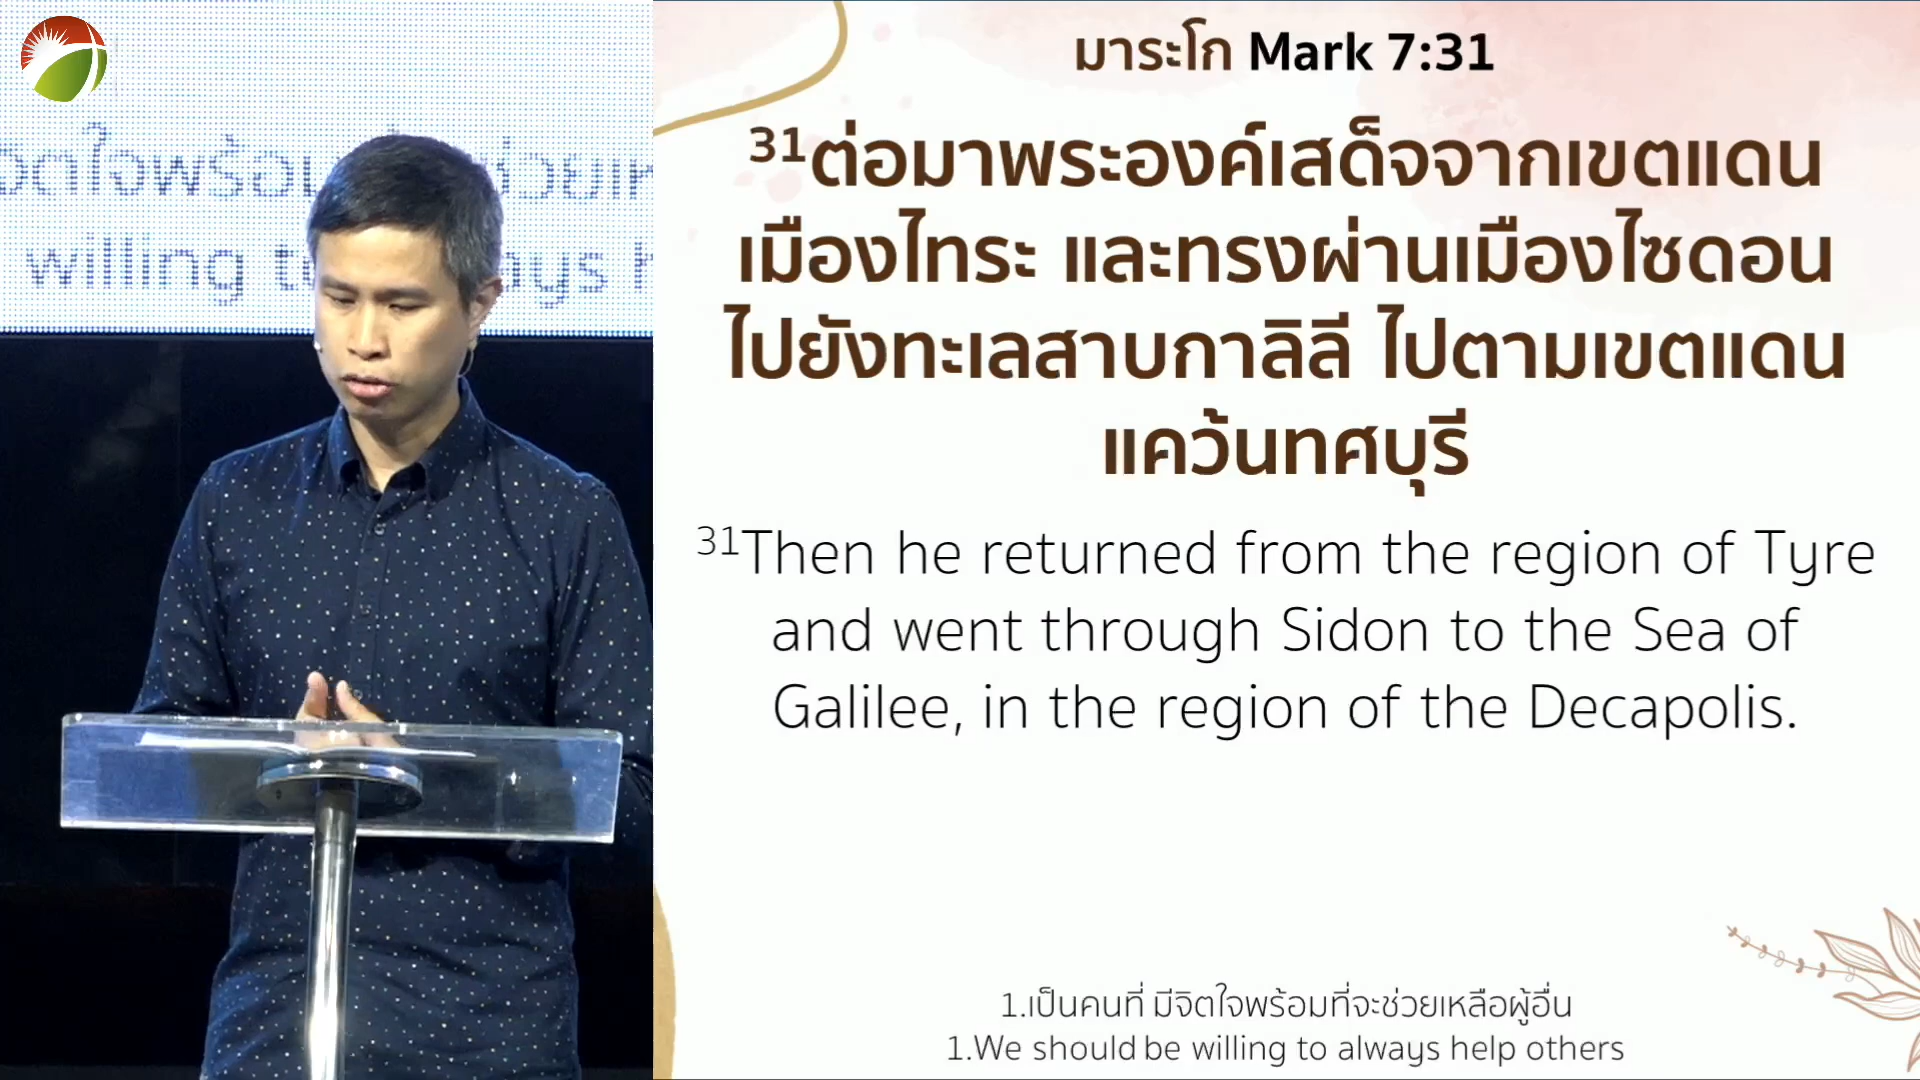 มาระโก Mark 7:31
31ต่อมาพระองค์เสด็จจากเขตแดน
เมืองไทระ และทรงผ่านเมืองไซดอน
ไปยังทะเลสาบกาลิลี ไปตามเขตแดน
แคว้นทศบุรี
31Then he returned from the region of Tyre
and went through Sidon to the Sea of
Galilee, in the region of the Decapolis.
1.เป็นคนที่ มีจิตใจพร้อมที่จะช่วยเหลือผู้อื่น
1.We should be willing to always help others
willing